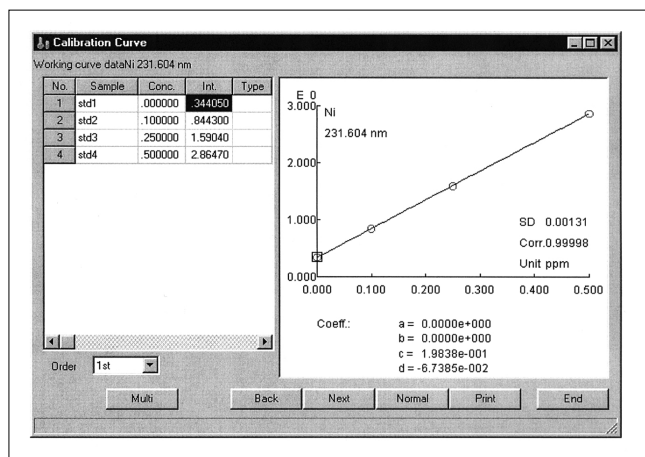 Calibration Curve
Working curve dataNi 231.604 nm
No. Sample Conc. Int. Type
1 std1 .000000 .344050
2 std2 .100000 .844300
3 std3 .250000 1.59040
4 std4 .500000 2.86470
E 0
3.000
2.000
1.000
0.000
Ni
231.604 nm
SD 0.00131
Corr.0.99998
Unit ppm
0.000 0.100 0.200 0.300 0.400 0.500
Coeff.: a = 0.0000e+000
b = 0.0000e+000
c = 1.9838e-001
d = -6.7385e-002
Order 1st
Multi Back Next Normal Print End